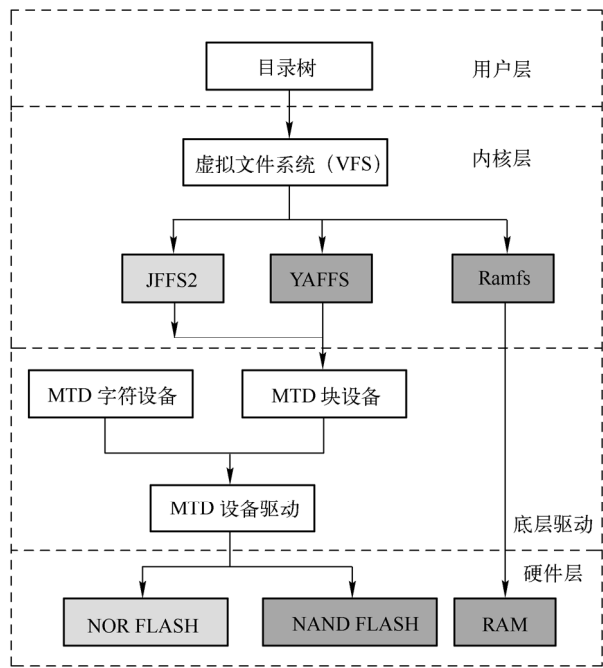 目录树
用户层
虚拟文件系统（VFS）
内核层
JFFS2
YAFFS
Ramfs
MTD 字符设备
MTD 块设备
MTD 设备驱动
底层驱动
硬件层
NOR FLASH
NAND FLASH
RAM